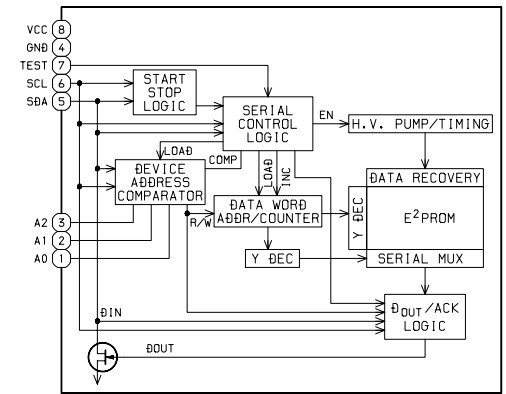 VCC 8
GND 4
TEST 7
SCL 6
SDA 5
START
STOP
LOGIC
SERIAL
CONTROL
LOGIC
EN
H.V. PUMP/TIMING
LOAD
COMP
LOAD
INC
DEVICE
ADDRESS
COMPARATOR
DATA RECOVERY
R/W
DATA WORD
ADDR/COUNTER
Y DEC
E²PROM
A2 3
A1 2
A0 1
Y DEC
SERIAL MUX
DIN
DOUT/ACK
LOGIC
DOUT